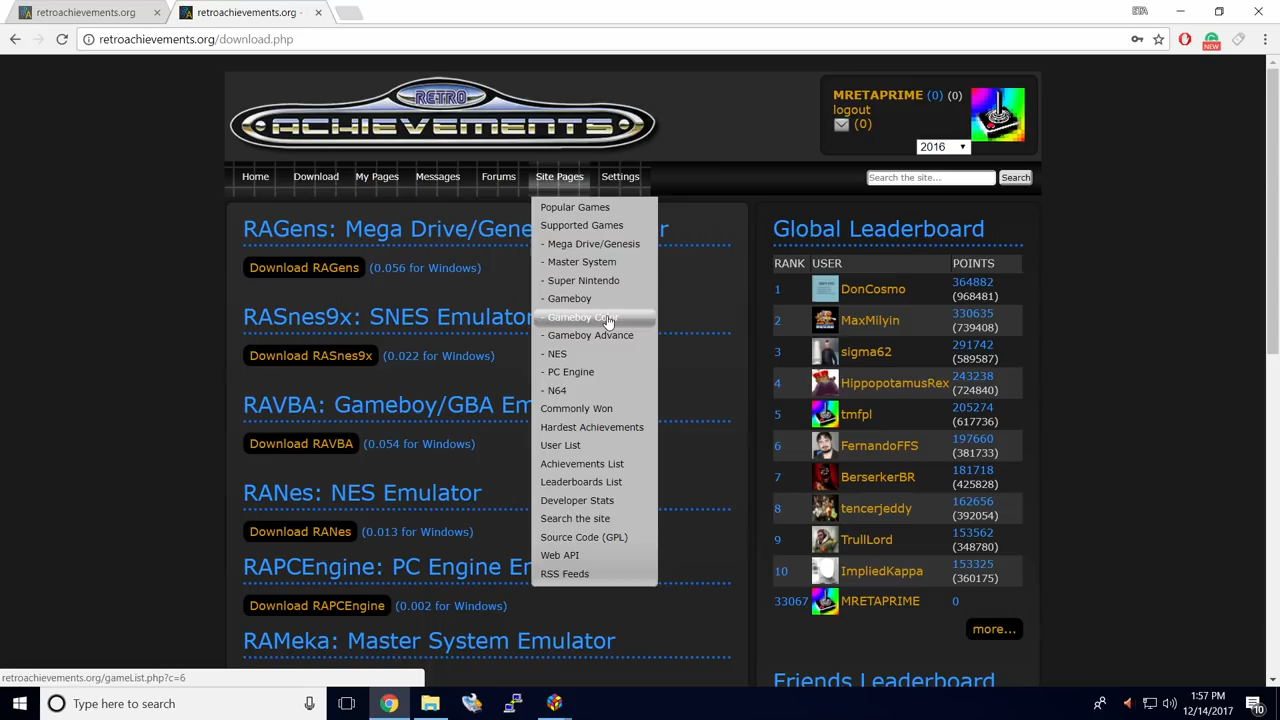 retroachievements.org
retroachievements.org -
ETA
retroachievements.org/download.php
NEW
RETRO
ACHIEVEMENTS
MRETAPRIME (0) (0)
logout
(0)
2016
Home
Download
My Pages
Messages
Forums
Site Pages
Settings
Search the site...
Search
Popular Games
Supported Games
- Mega Drive/Genesis
- Master System
- Super Nintendo
- Gameboy
- Gameboy Color
- Gameboy Advance
- NES
- PC Engine
- N64
Commonly Won
Hardest Achievements
User List
Achievements List
Leaderboards List
Developer Stats
Search the site
Source Code (GPL)
Web API
RSS Feeds
RAGens: Mega Drive/Gene
r
Download RAGens (0.056 for Windows)
RASnes9x: SNES Emulator
Download RASnes9x (0.022 for Windows)
RAVBA: Gameboy/GBA Em
Download RAVBA (0.054 for Windows)
RANes: NES Emulator
Download RANes (0.013 for Windows)
RAPCEngine: PC Engine E
Download RAPCEngine (0.002 for Windows)
RAMeka: Master System Emulator
Global Leaderboard
RANK USER POINTS
1 DonCosmo 364882
(968481)
2 MaxMilyin 330635
(739408)
3 sigma62 291742
(589587)
4 HippopotamusRex 243238
(724840)
5 tmfpl 205274
(617736)
6 FernandoFFS 197660
(381733)
7 BerserkerBR 181718
(425828)
8 tencerjeddy 162656
(392054)
9 TrullLord 153562
(348780)
10 ImpliedKappa 153325
(360175)
33067 MRETAPRIME 0
more...
Friends Leaderboard
retroachievements.org/gameList.php?c=6
Type here to search
1:57 PM
12/14/2017
10